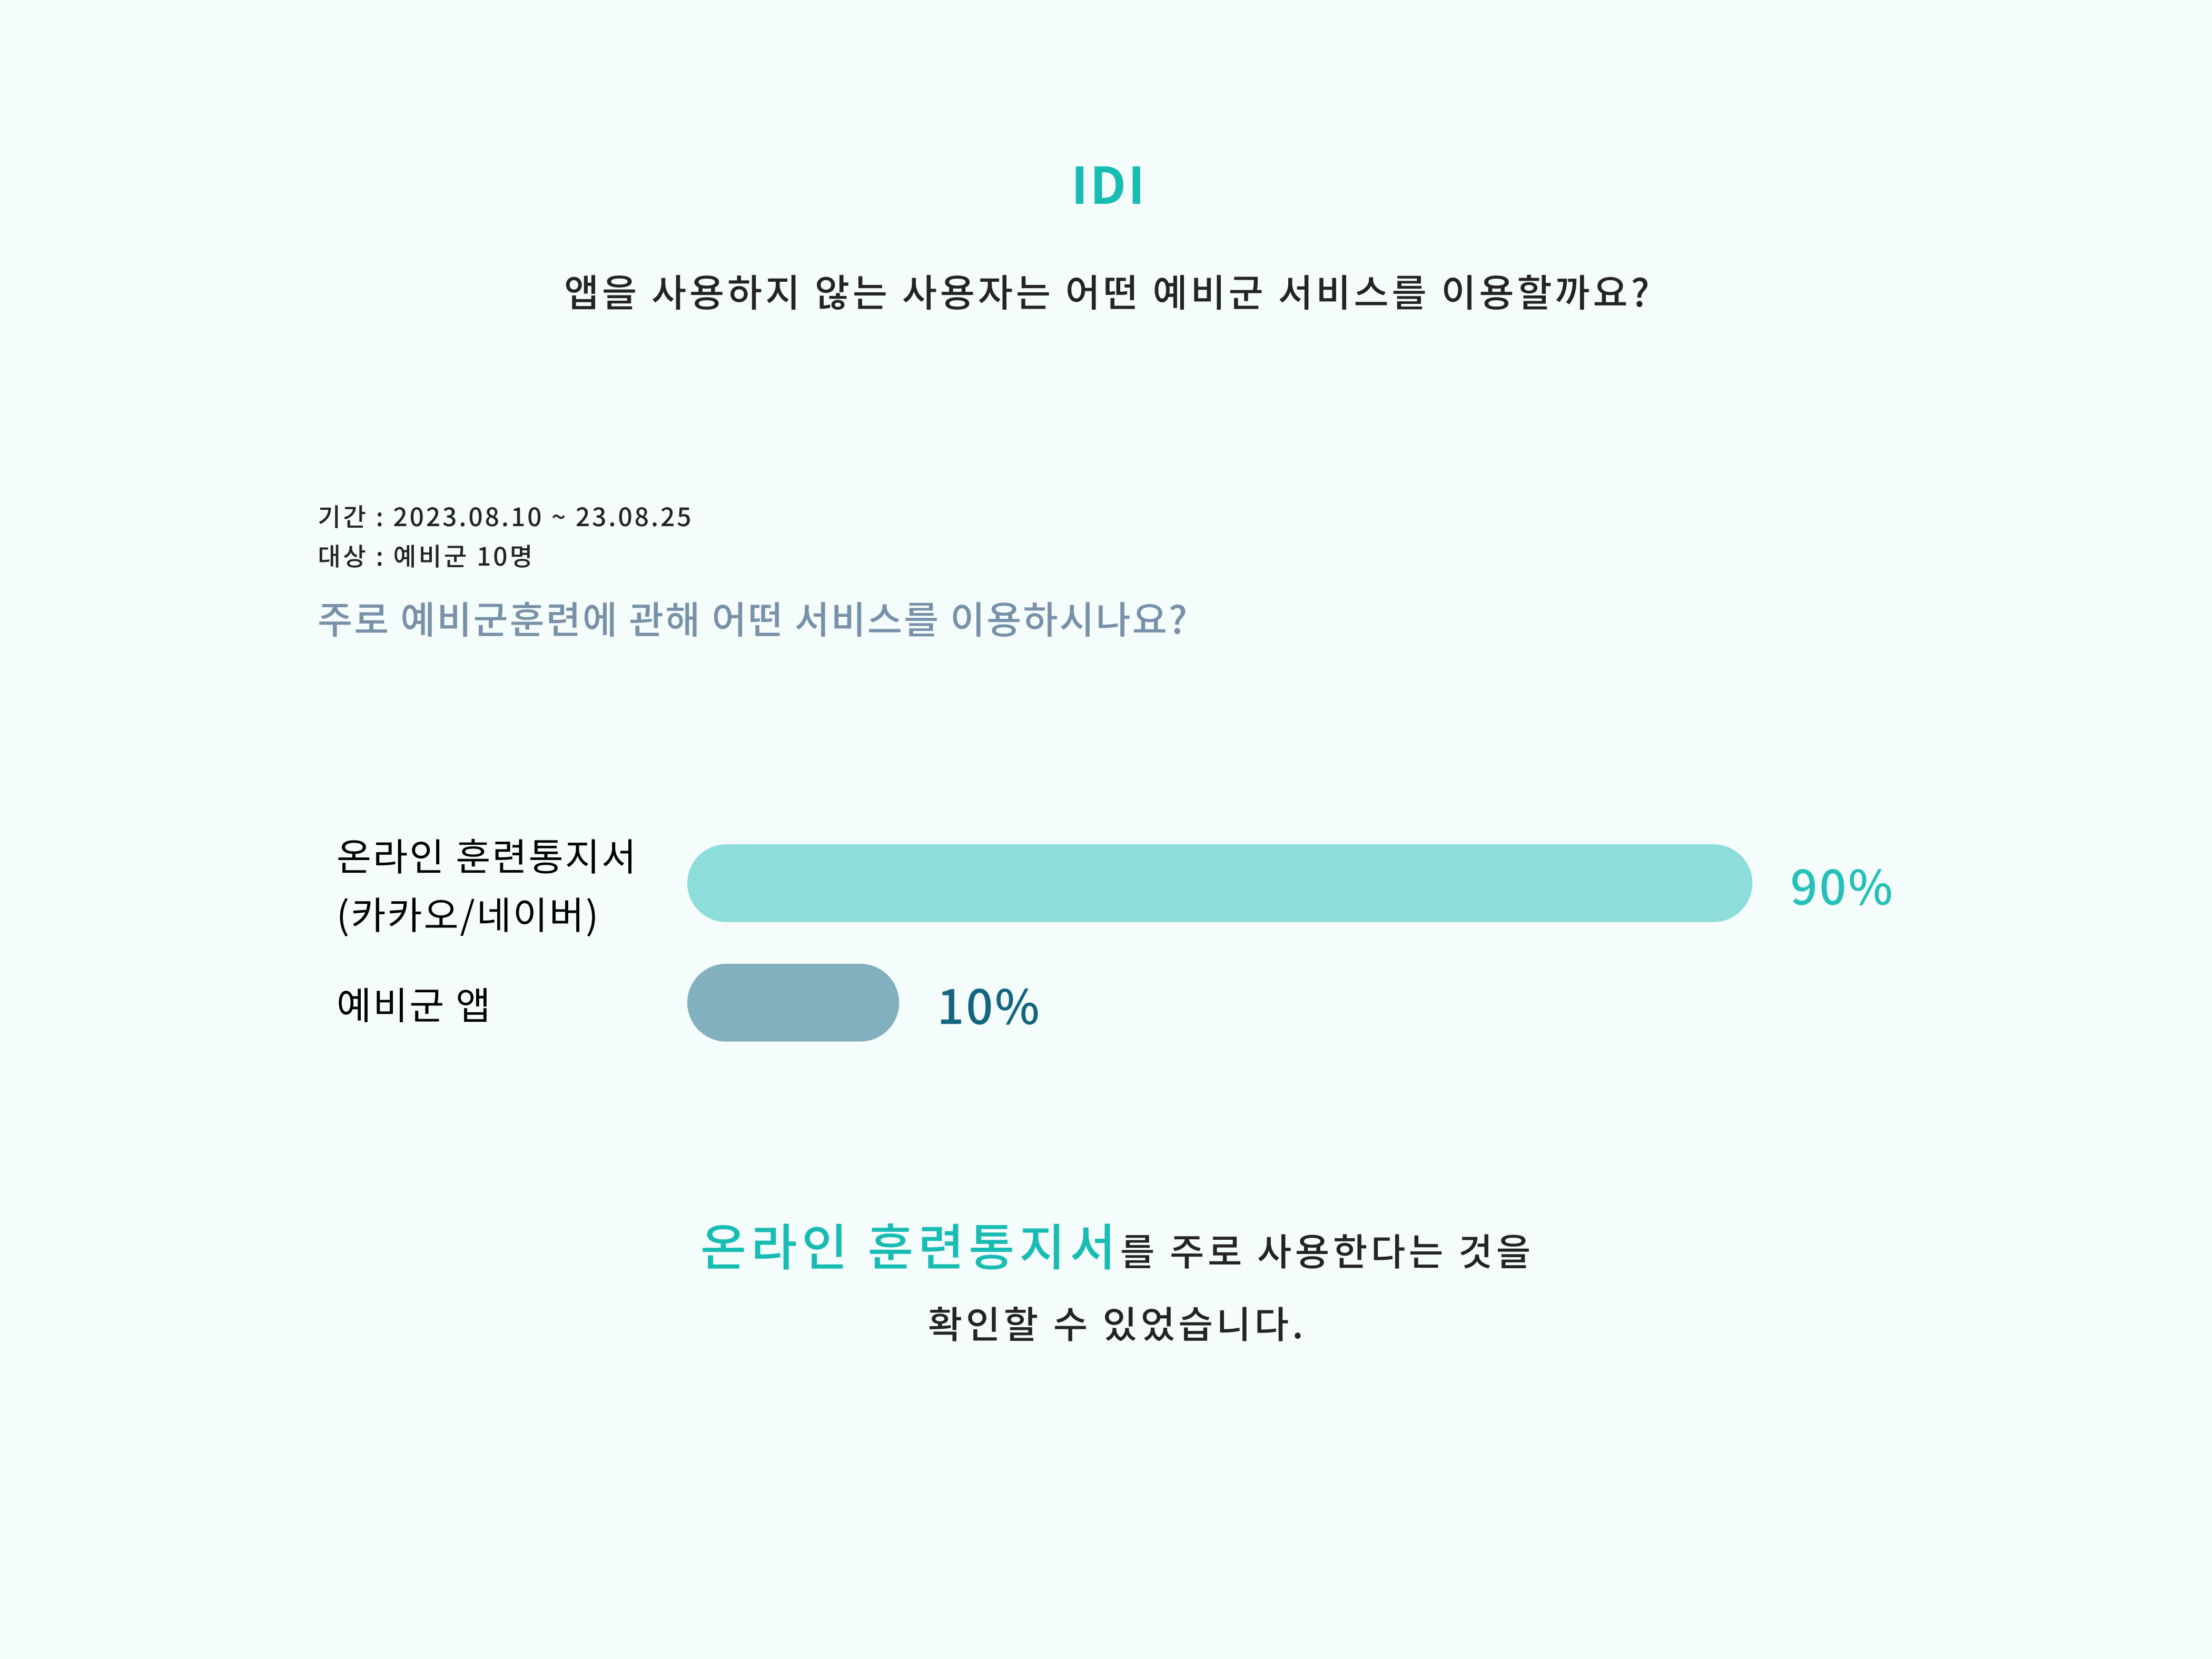 IDI
앱을 사용하지 않는 사용자는 어떤 예비군 서비스를 이용할까요?
기간 : 2023.08.10 ~ 23.08.25
대상 : 예비군 10명
주로 예비군훈련에 관해 어떤 서비스를 이용하시나요?
온라인 훈련통지서
(카카오/네이버)
90%
예비군 앱
10%
온라인 훈련통지서를 주로 사용한다는 것을
확인할 수 있었습니다.